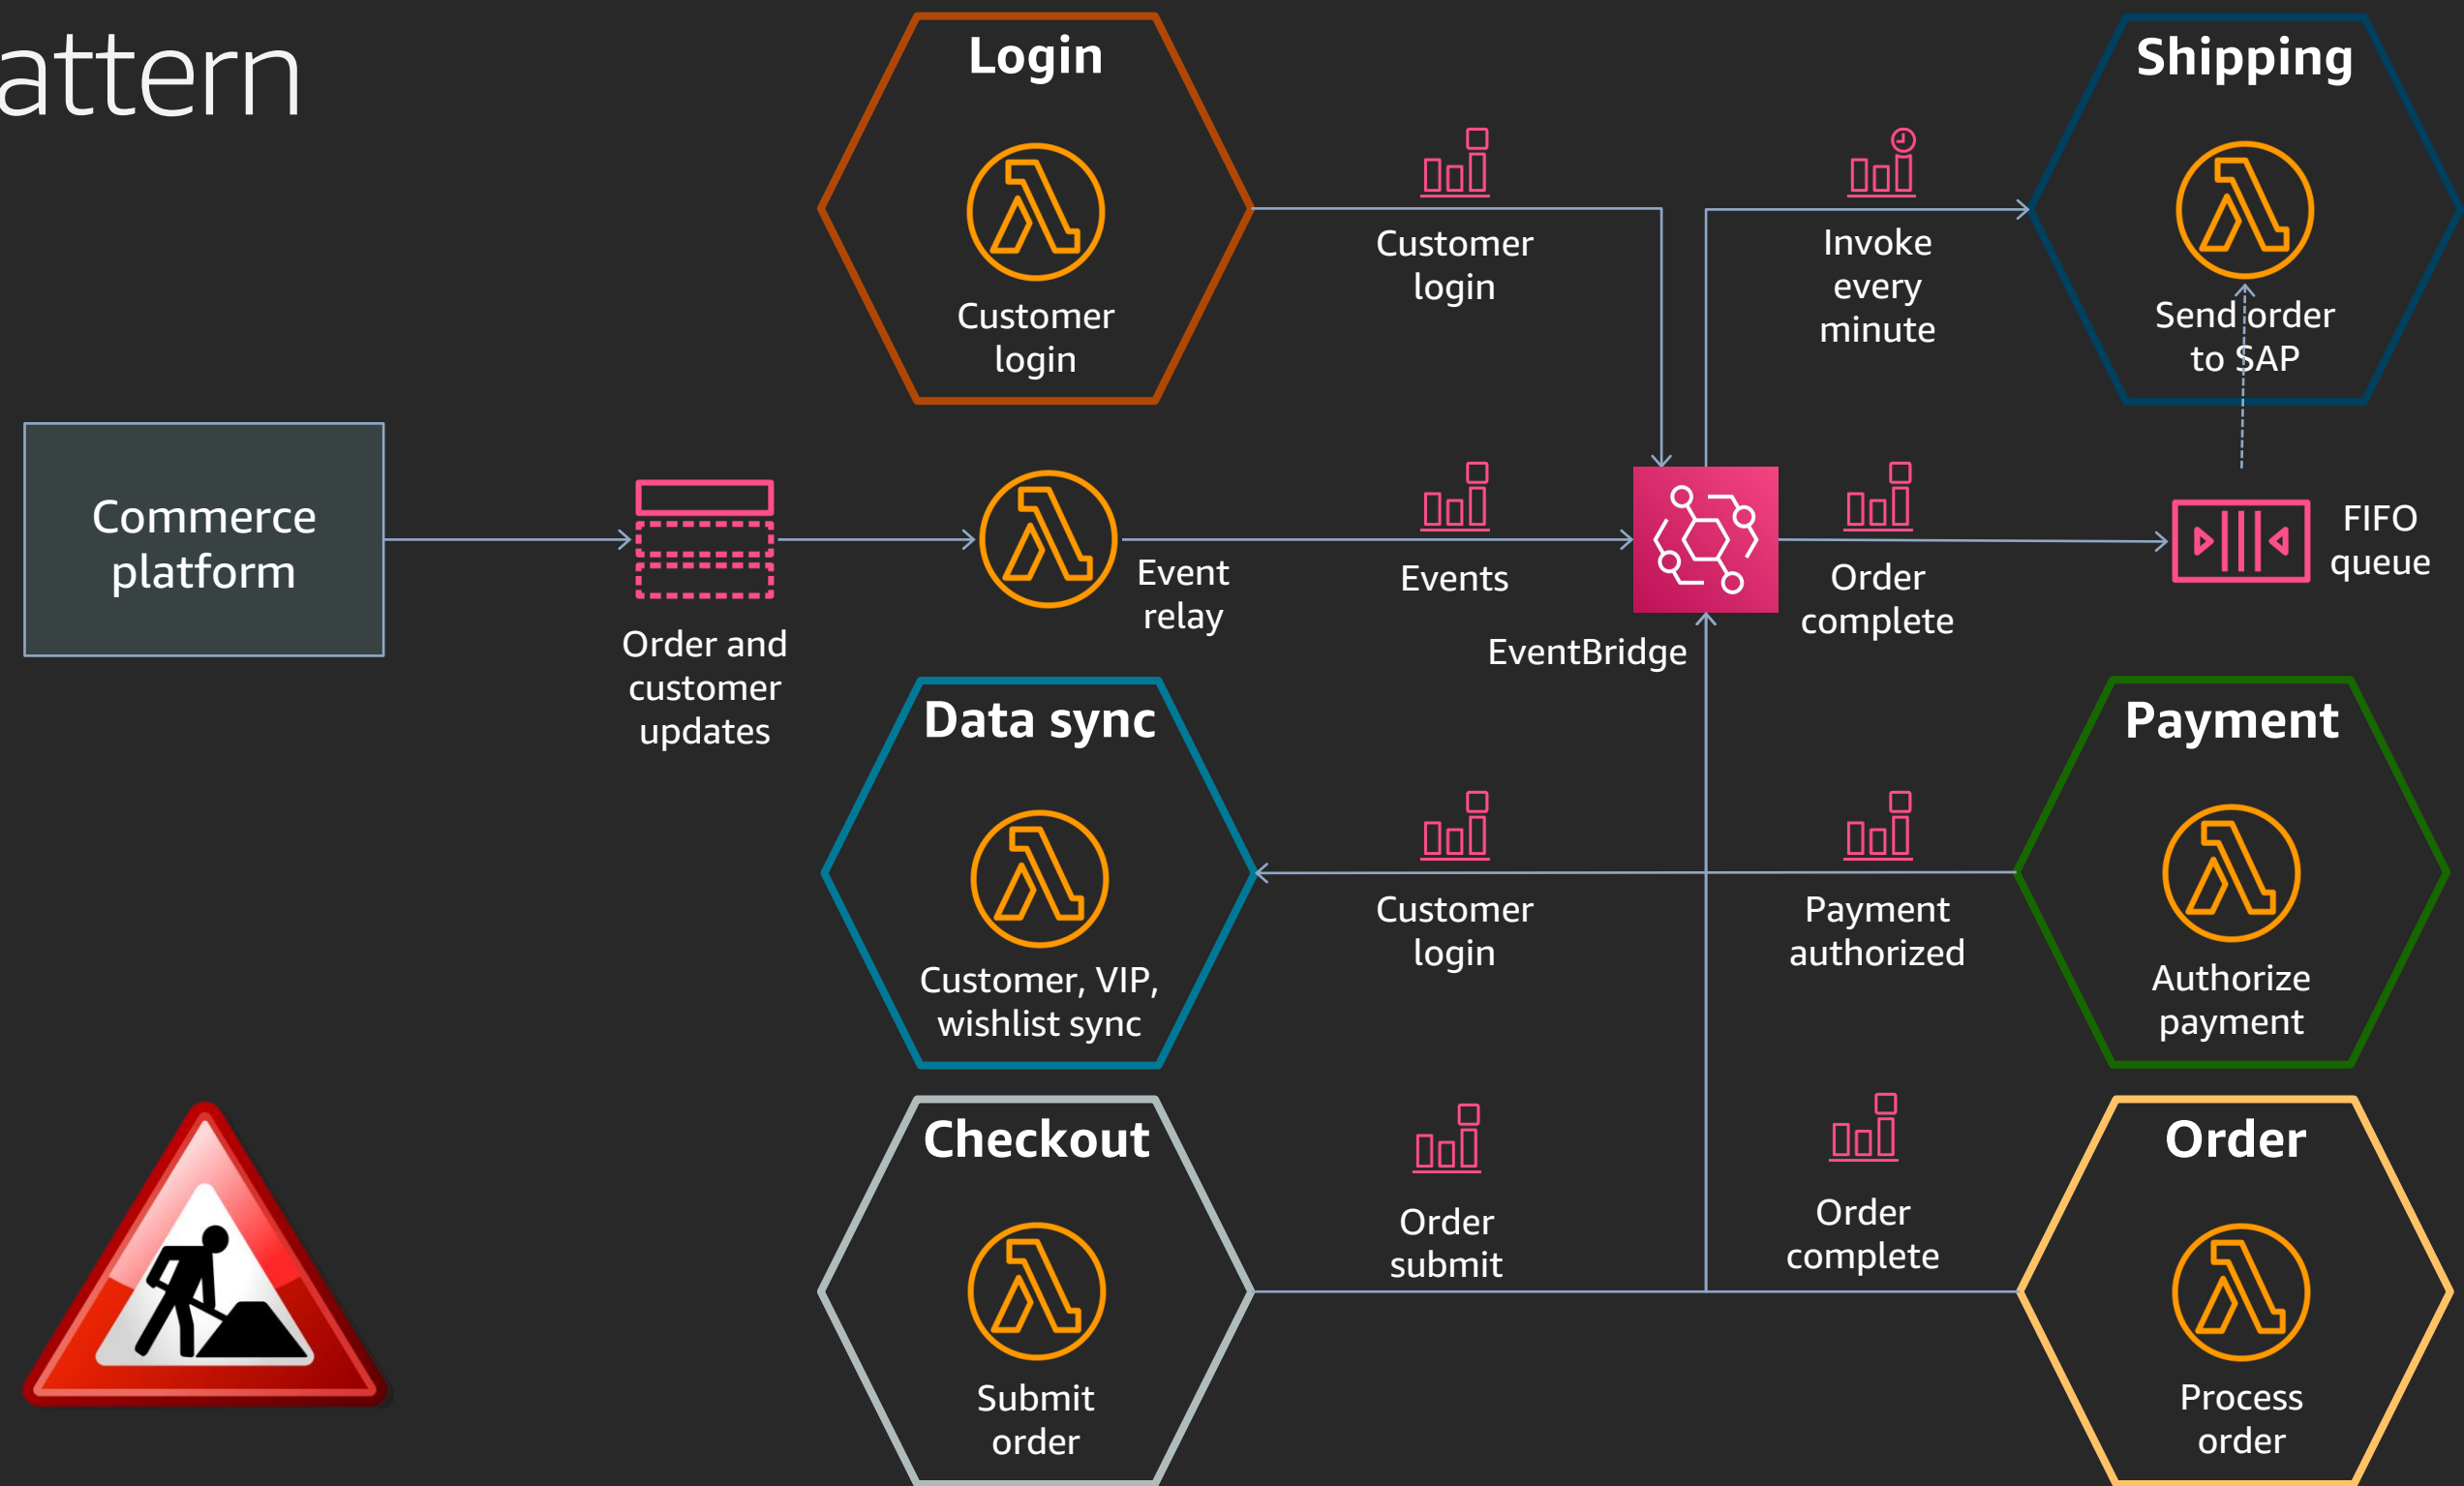 attern
Login
Customer
login
Customer
login
Invoke
every
minute
Shipping
Send order
to SAP
Commerce
platform
Order and
customer
updates
Event
relay
Events
EventBridge
Order
complete
FIFO
queue
Data sync
Customer, VIP,
wishlist sync
Customer
login
Payment
authorized
Payment
Authorize
payment
Checkout
Submit
order
Order
submit
Order
complete
Order
Process
order